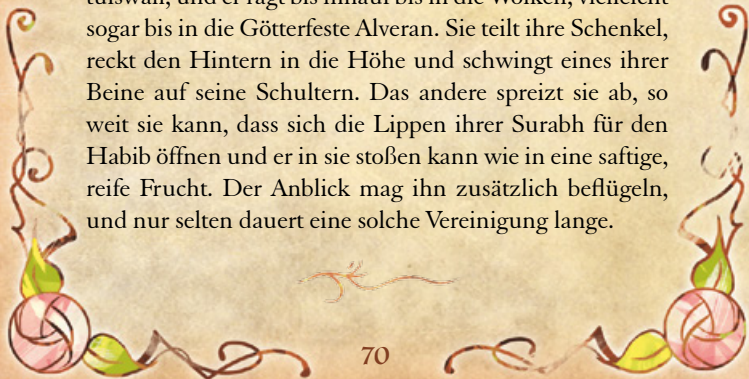 sogar bis in die Götterfeste Alveran. Sie teilt ihre Schenkel,
reckt den Hintern in die Höhe und schwingt eines ihrer
Beine auf seine Schultern. Das andere spreizt sie ab, so
weit sie kann, dass sich die Lippen ihrer Surabh für den
Habib öffnen und er in sie stoßen kann wie in eine saftige,
reife Frucht. Der Anblick mag ihn zusätzlich beflügeln,
und nur selten dauert eine solche Vereinigung lange.
70